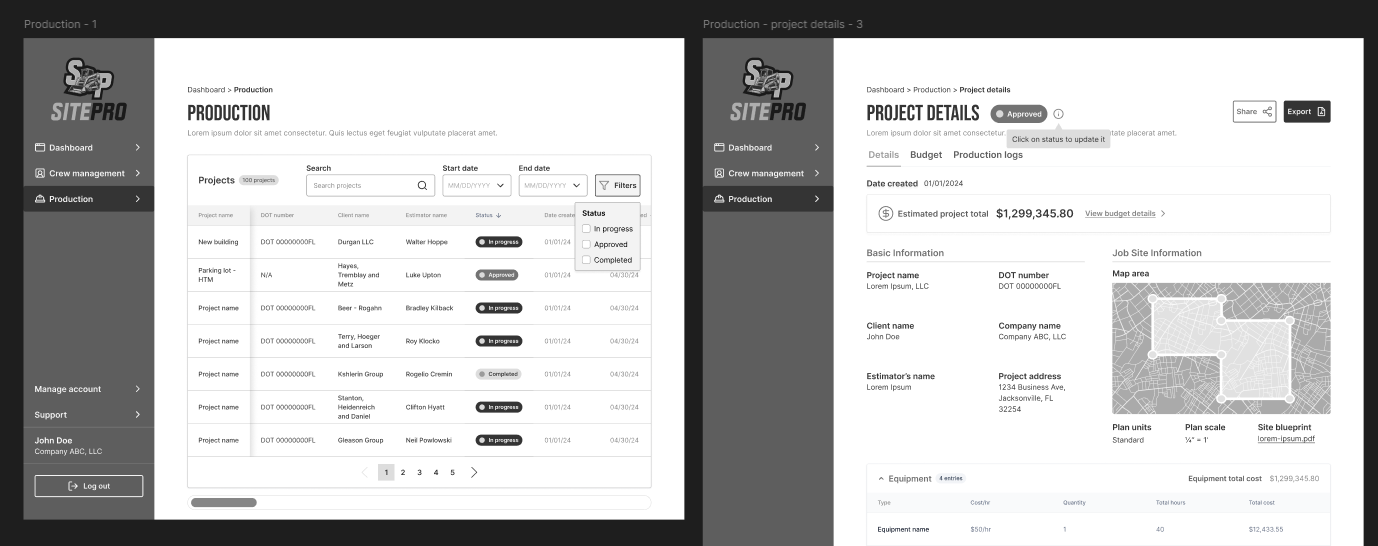 Production - 1
SP
SITEPRO
Dashboard
Crew management
Production
Manage account
Support
John Doe
Company ABC, LLC
Log out
Dashboard > Production
PRODUCTION
Lorem ipsum dolor sit amet consectetur. Quis lectus eget feugiat vulputate placerat amet.
Projects 100 projects
Search
Search projects
Start date
MM/DD/YYYY
End date
MM/DD/YYYY
Filters
Status
In progress
Approved
Completed
Project name DOT number Client name Estimator name Status Date create
New building DOT 00000000FL Durgan LLC Walter Hoppe In progress 01/01/24
Parking lot - HTM N/A Hayes, Tremblay and Metz Luke Upton Approved 01/01/24 04/30/24
Project name DOT 00000000FL Beer - Rogahn Bradley Kilback In progress 01/01/24 04/30/24
Project name DOT 00000000FL Terry, Hoeger and Larson Roy Klocko In progress 01/01/24 04/30/24
Project name DOT 00000000FL Kshlerin Group Rogelio Cremin Completed 01/01/24 04/30/24
Project name DOT 00000000FL Stanton, Heidenreich and Daniel Clifton Hyatt In progress 01/01/24 04/30/24
Project name DOT 00000000FL Gleason Group Neil Powlowski In progress 01/01/24 04/30/24
1 2 3 4 5
Production - project details - 3
SP
SITEPRO
Dashboard
Crew management
Production
Dashboard > Production > Project details
PROJECT DETAILS Approved
Share
Export
Lorem ipsum dolor sit amet consectetur. tate placerat amet.
Click on status to update it
Details Budget Production logs
Date created 01/01/2024
Estimated project total $1,299,345.80 View budget details
Basic Information
Project name
Lorem Ipsum, LLC
DOT number
DOT 00000000FL
Client name
John Doe
Company name
Company ABC, LLC
Estimator's name
Lorem Ipsum
Project address
1234 Business Ave,
Jacksonville, FL
32254
Job Site Information
Map area
Plan units
Standard
Plan scale
¼" = 1'
Site blueprint
lorem-ipsum.pdf
Equipment 4 entries Equipment total cost $1,299,345.80
Type Cost/hr Quantity Total hours Total cost
Equipment name $50/hr 1 40 $12,433.55